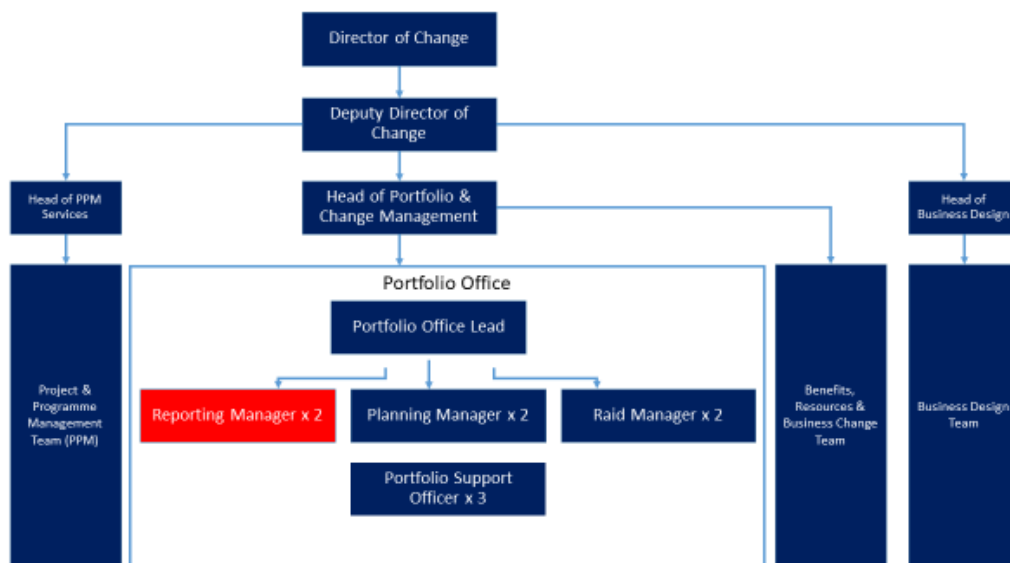 Director of Change
Deputy Director of
Change
Head of PPM
Services
Head of Portfolio &
Change Management
Head of
Business Design
Portfolio Office
Portfolio Office Lead
Reporting Manager x 2
Planning Manager x 2
Raid Manager x 2
Portfolio Support
Officer x 3
Project &
Programme
Management
Team (PPM)
Benefits,
Resources &
Business Change
Team
Business Design
Team